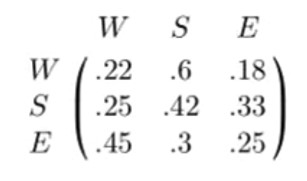 W S E
W .22 .6 .18
S .25 .42 .33
E .45 .3 .25